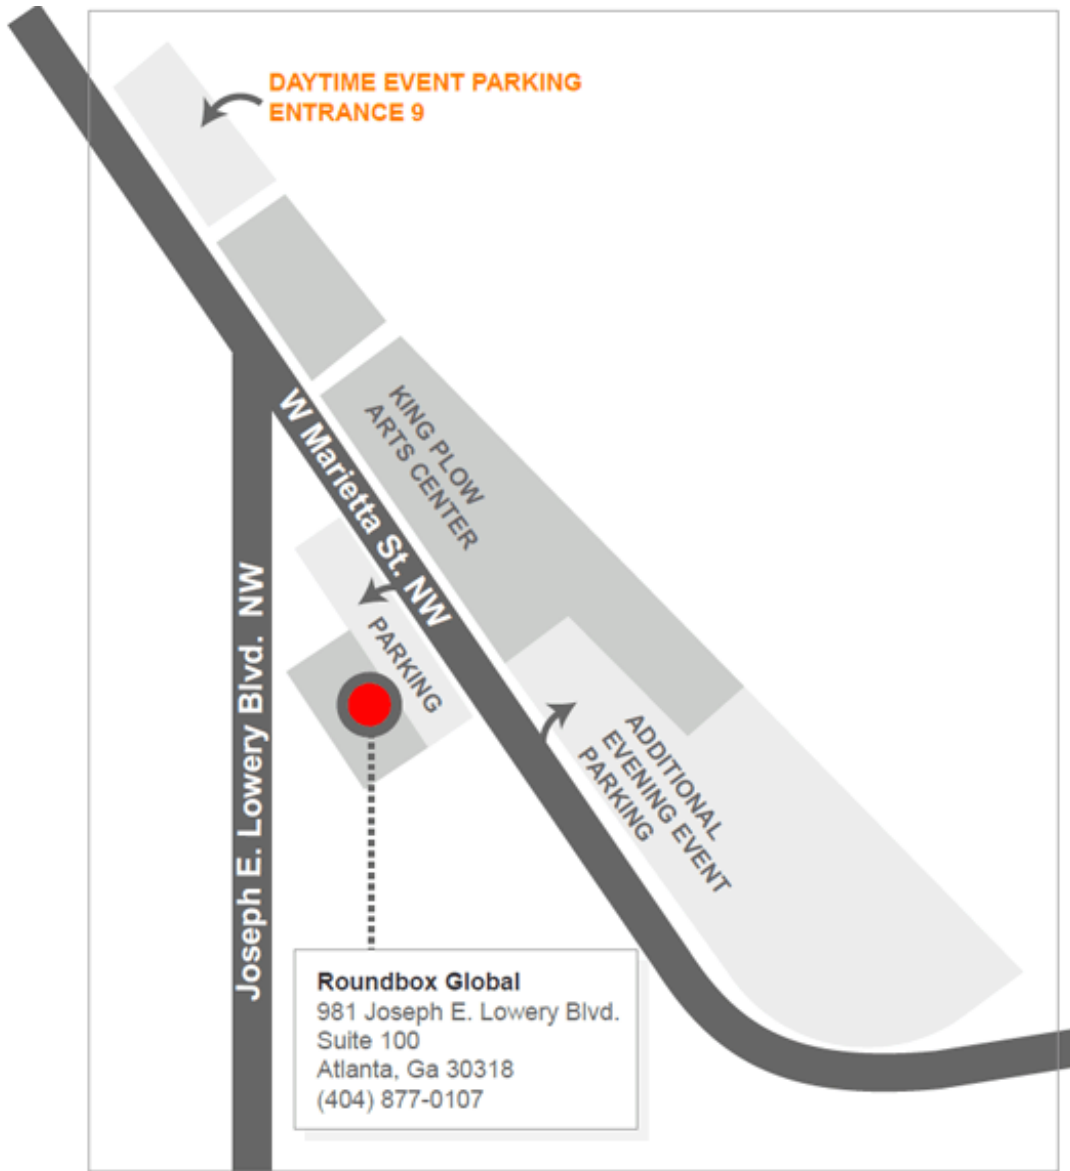 DAYTIME EVENT PARKING
ENTRANCE 9
KING PLOW
ARTS CENTER
W Marietta St. NW
Joseph E. Lowery Blvd. NW
PARKING
ADDITIONAL
EVENING EVENT
PARKING
Roundbox Global
981 Joseph E. Lowery Blvd.
Suite 100
Atlanta, Ga 30318
(404) 877-0107